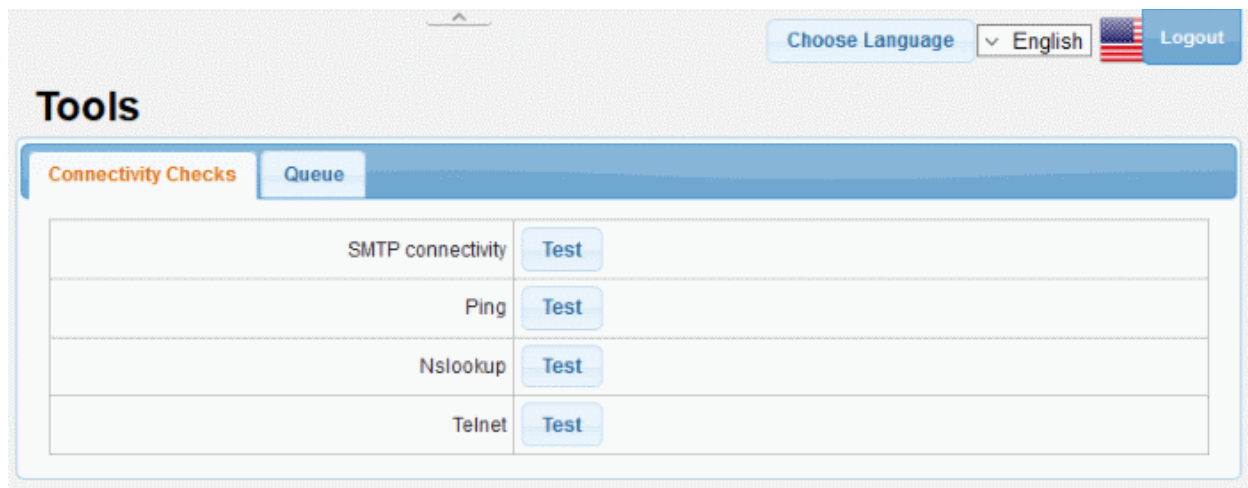 Choose Language English Logout
Tools
Connectivity Checks Queue
SMTP connectivity Test
Ping Test
Nslookup Test
Telnet Test